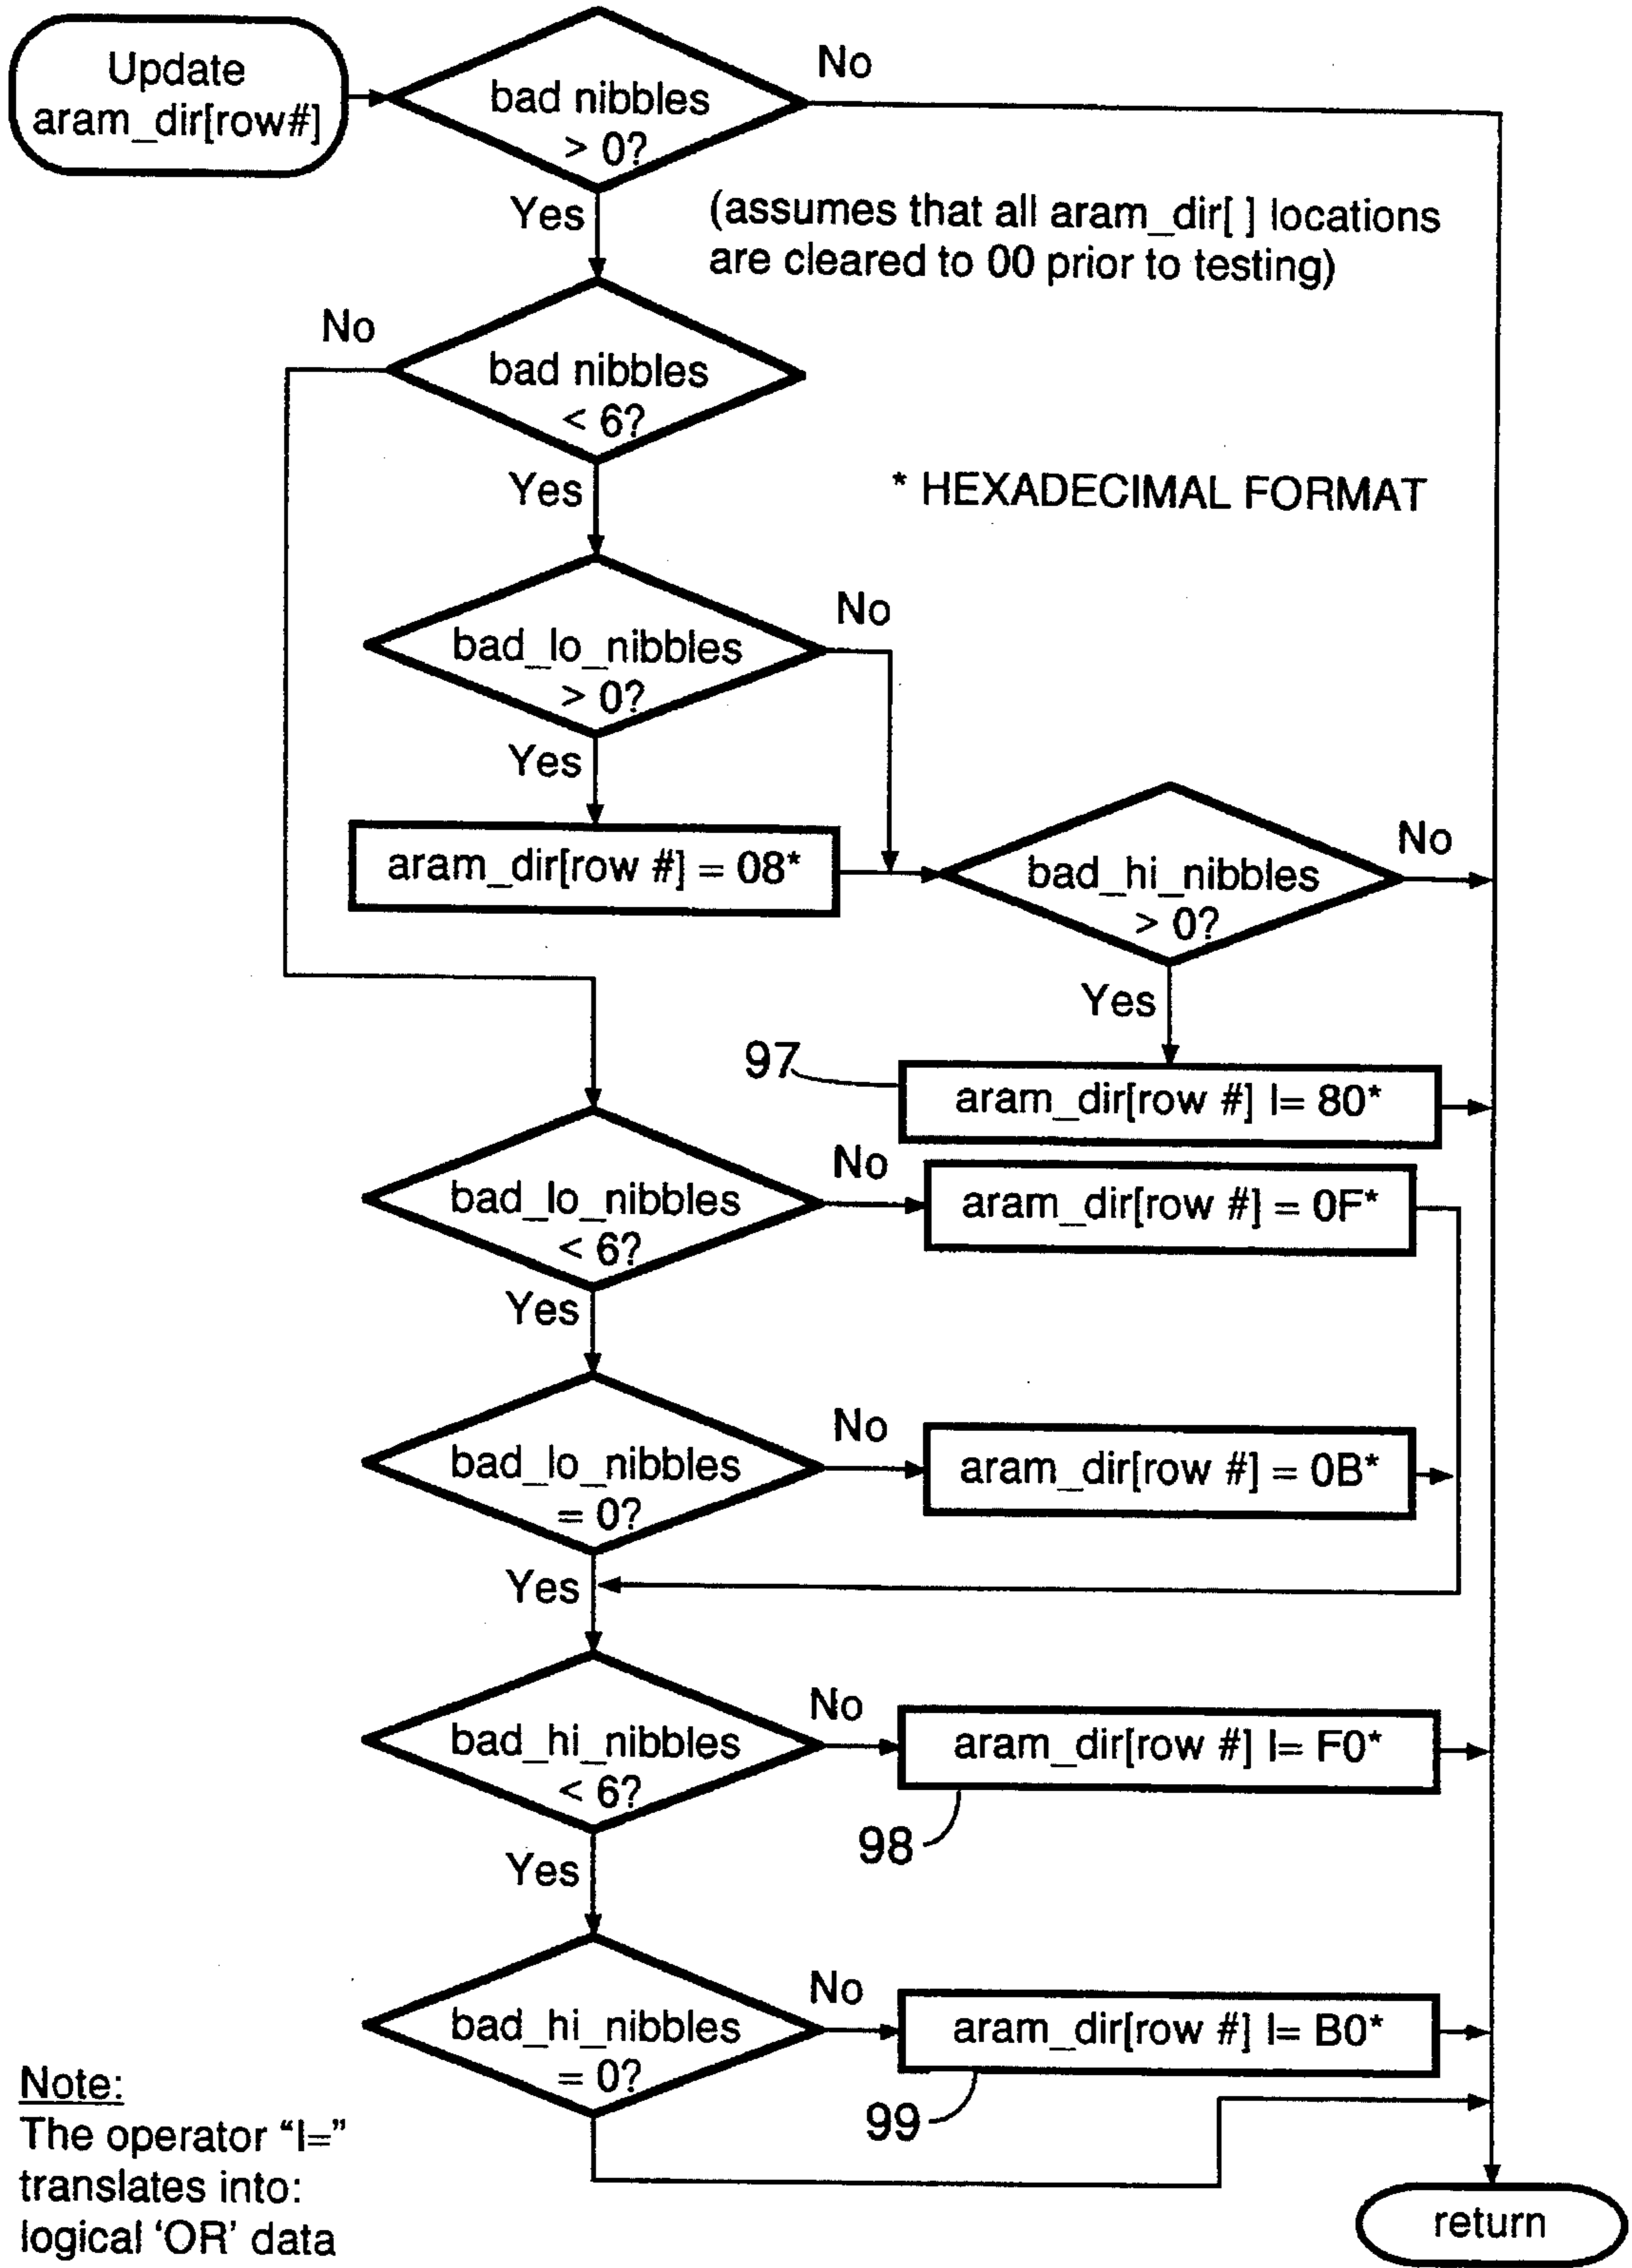 Update
aram_dir[row#]
bad nibbles
> 0?
No
Yes
(assumes that all aram_dir[ ] locations
are cleared to 00 prior to testing)
No
bad nibbles
< 6?
Yes
* HEXADECIMAL FORMAT
bad_lo_nibbles
> 0?
No
Yes
aram_dir[row #] = 08*
bad_hi_nibbles
> 0?
No
Yes
97
aram_dir[row #] I= 80*
bad_lo_nibbles
< 6?
No
aram_dir[row #] = 0F*
Yes
bad_lo_nibbles
= 0?
No
aram_dir[row #] = 0B*
Yes
bad_hi_nibbles
< 6?
No
aram_dir[row #] I= F0*
98
Yes
bad_hi_nibbles
= 0?
No
aram_dir[row #] I= B0*
99
Note:
The operator “I=”
translates into:
logical ‘OR’ data
return